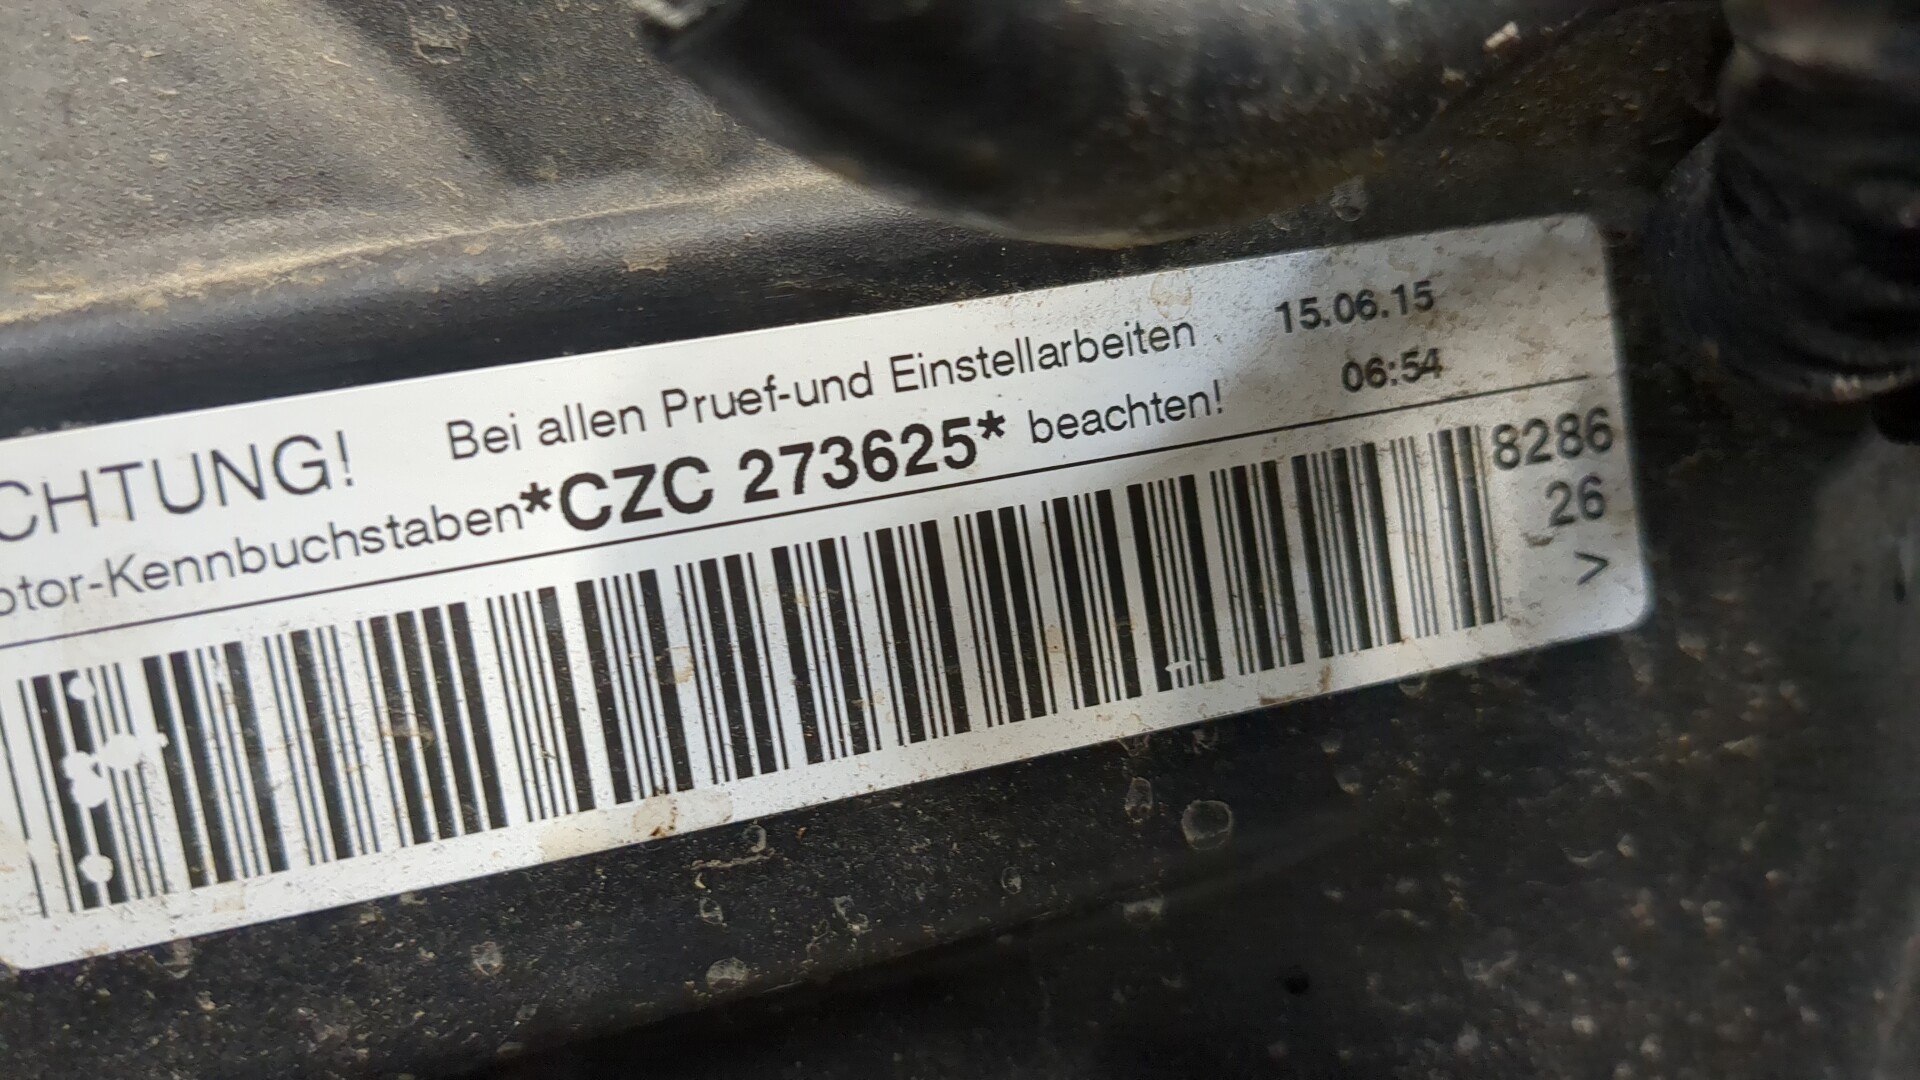 CHTUNG! Bei allen Pruef-und Einstellarbeiten 15.06.15
otor-Kennbuchstaben*CZC 273625* beachten! 06:54
8286
26
>